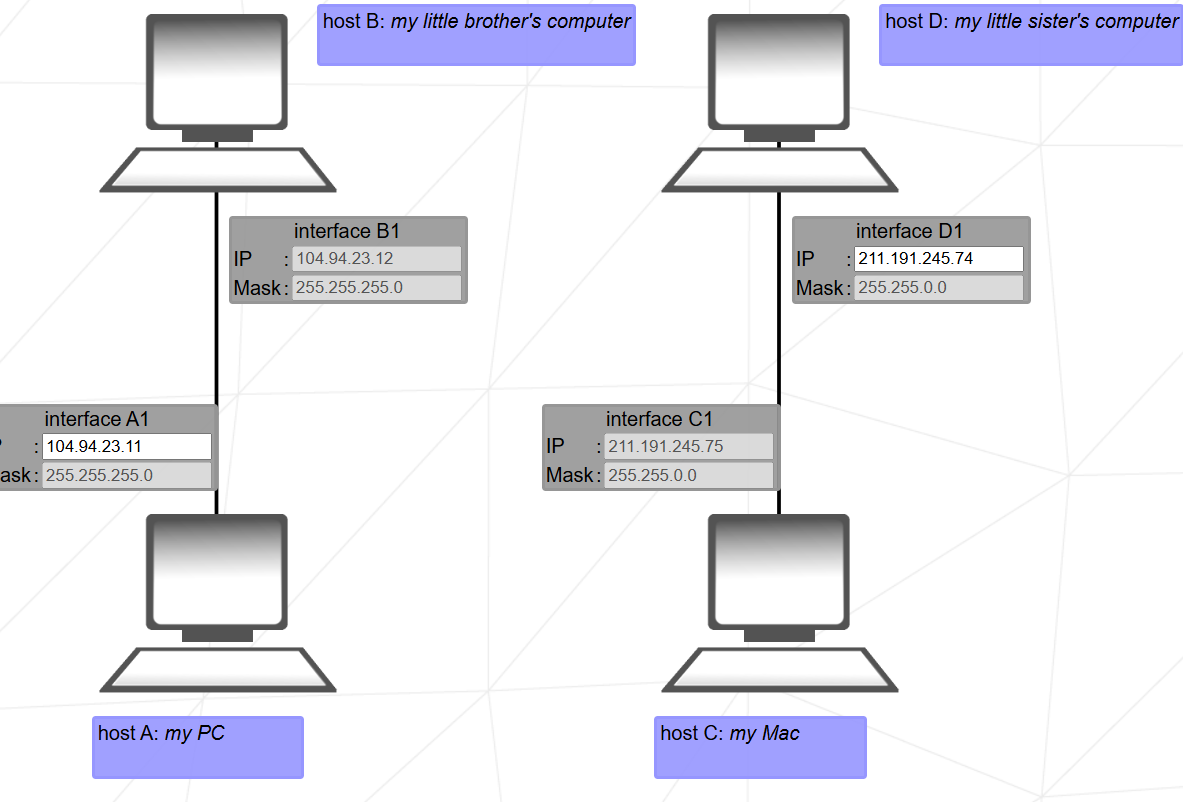 host B: my little brother's computer
host D: my little sister's computer
interface B1
IP : 104.94.23.12
Mask : 255.255.255.0
interface D1
IP : 211.191.245.74
Mask : 255.255.0.0
interface A1
: 104.94.23.11
ask : 255.255.255.0
interface C1
IP : 211.191.245.75
Mask : 255.255.0.0
host A: my PC
host C: my Mac